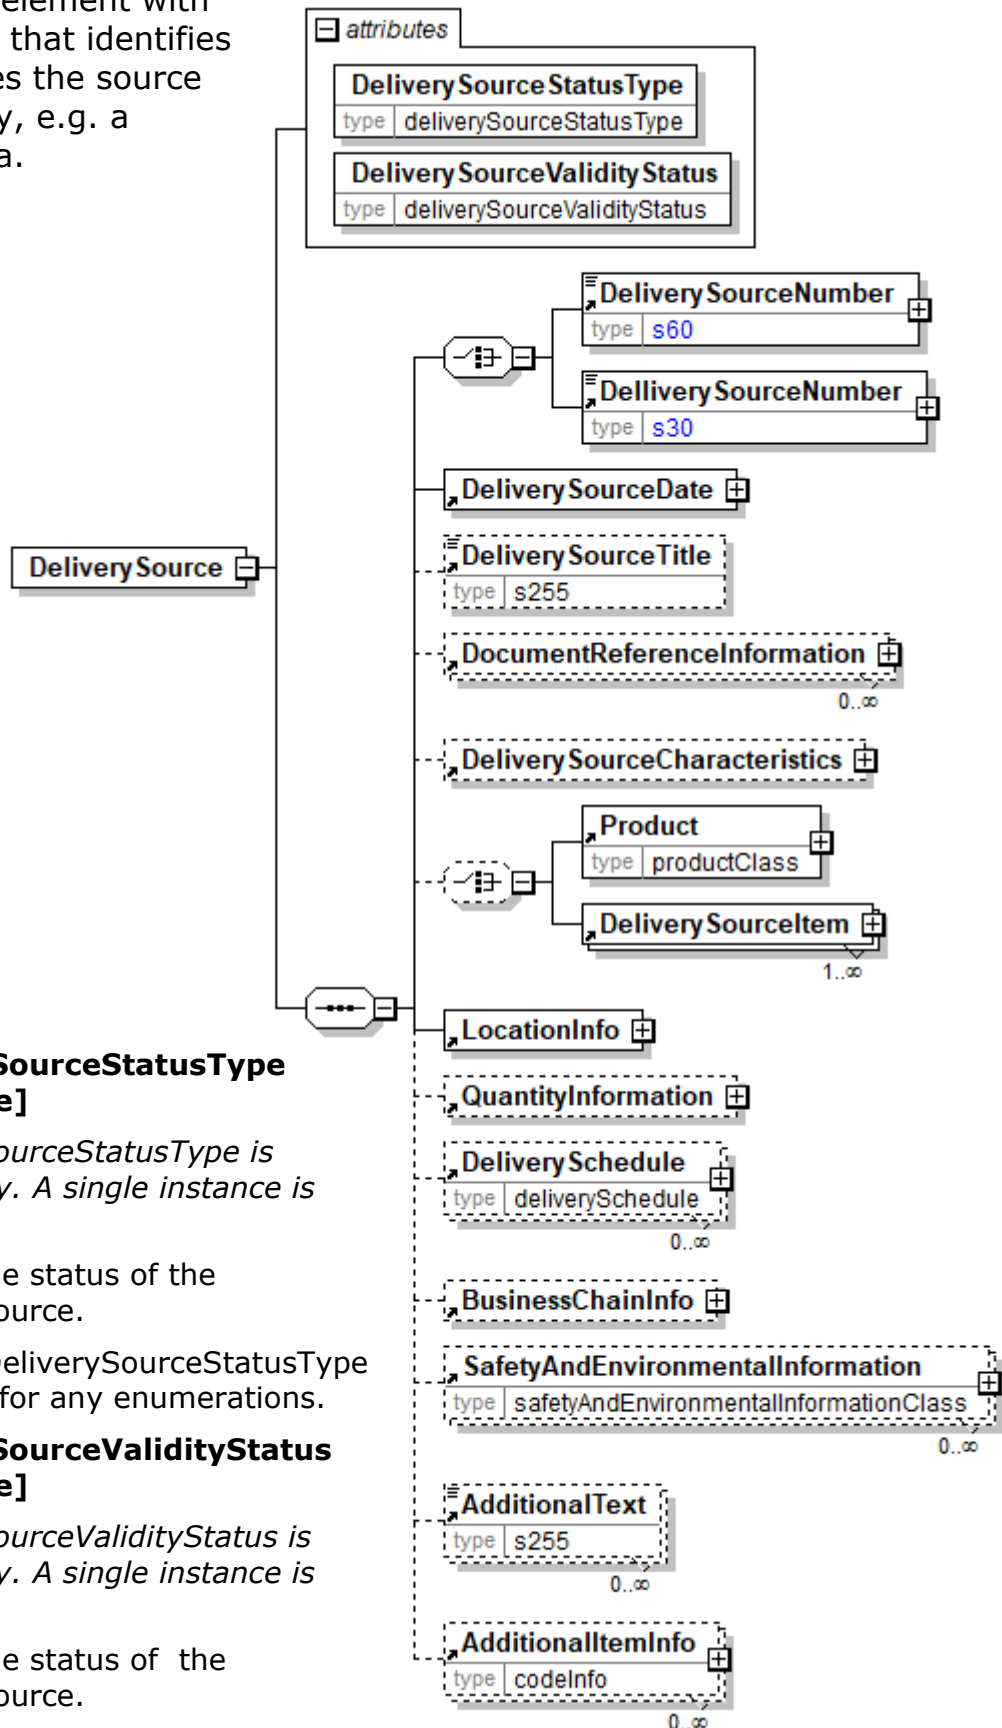 element with
that identifies
es the source
y, e.g. a
a.
attributes
DeliverySourceStatusType
type deliverySourceStatusType
DeliverySourceValidityStatus
type deliverySourceValidityStatus
DeliverySourceNumber
type s60
DelliverySourceNumber
type s30
DeliverySourceDate
DeliverySource
DeliverySourceTitle
type s255
DocumentReferenceInformation
0..∞
DeliverySourceCharacteristics
Product
type productClass
DeliverySourceItem
1..∞
LocationInfo
QuantityInformation
DeliverySchedule
type deliverySchedule
0..∞
BusinessChainInfo
SafetyAndEnvironmentalInformation
type safetyAndEnvironmentalInformationClass
0..∞
AdditionalText
type s255
0..∞
AdditionalItemInfo
type codeInfo
0..∞
SourceStatusType
e]
ourceStatusType is
y. A single instance is
e status of the
ource.
DeliverySourceStatusType
for any enumerations.
SourceValidityStatus
e]
ourceValidityStatus is
y. A single instance is
e status of  the
ource.